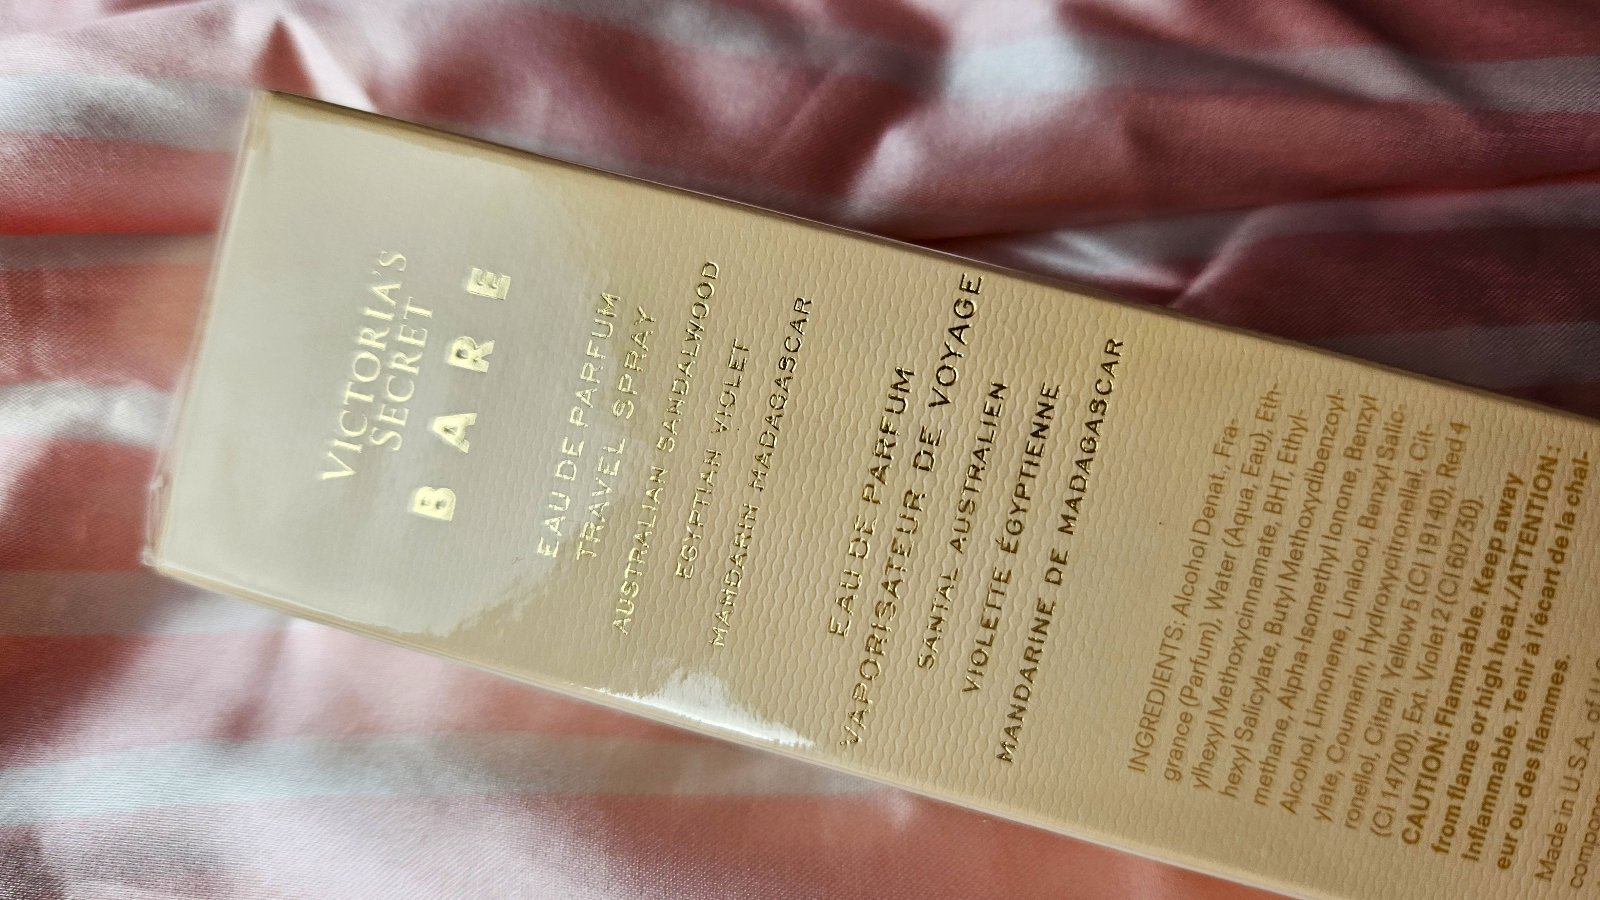 VICTORIA'S
SECRET
BARE
EAU DE PARFUM
TRAVEL SPRAY
AUSTRALIAN SANDALWOOD
EGYPTIAN VIOLET
MANDARIN MADAGASCAR
EAU DE PARFUM
VAPORISATEUR DE VOYAGE
SANTAL AUSTRALIEN
VIOLETTE ÉGYPTIENNE
MANDARINE DE MADAGASCAR
INGREDIENTS: Alcohol Denat., Fra-
grance (Parfum), Water (Aqua, Eau), Eth-
ylhexyl Methoxycinnamate, BHT, Ethyl-
hexyl Salicylate, Butyl Methoxydibenzoyl-
methane, Alpha-Isomethyl Ionone, Benzyl
Alcohol, Limonene, Linalool, Benzyl Salic-
ylate, Coumarin, Hydroxycitronellal, Cit-
ronellol, Citral, Yellow 5 (CI 19140), Red 4
(CI 14700), Ext. Violet 2 (CI 60730).
CAUTION: Flammable. Keep away
from flame or high heat./ATTENTION :
Inflammable. Tenir à l'écart de la chal-
eur ou des flammes.
Made in U.S.A. of U.S.